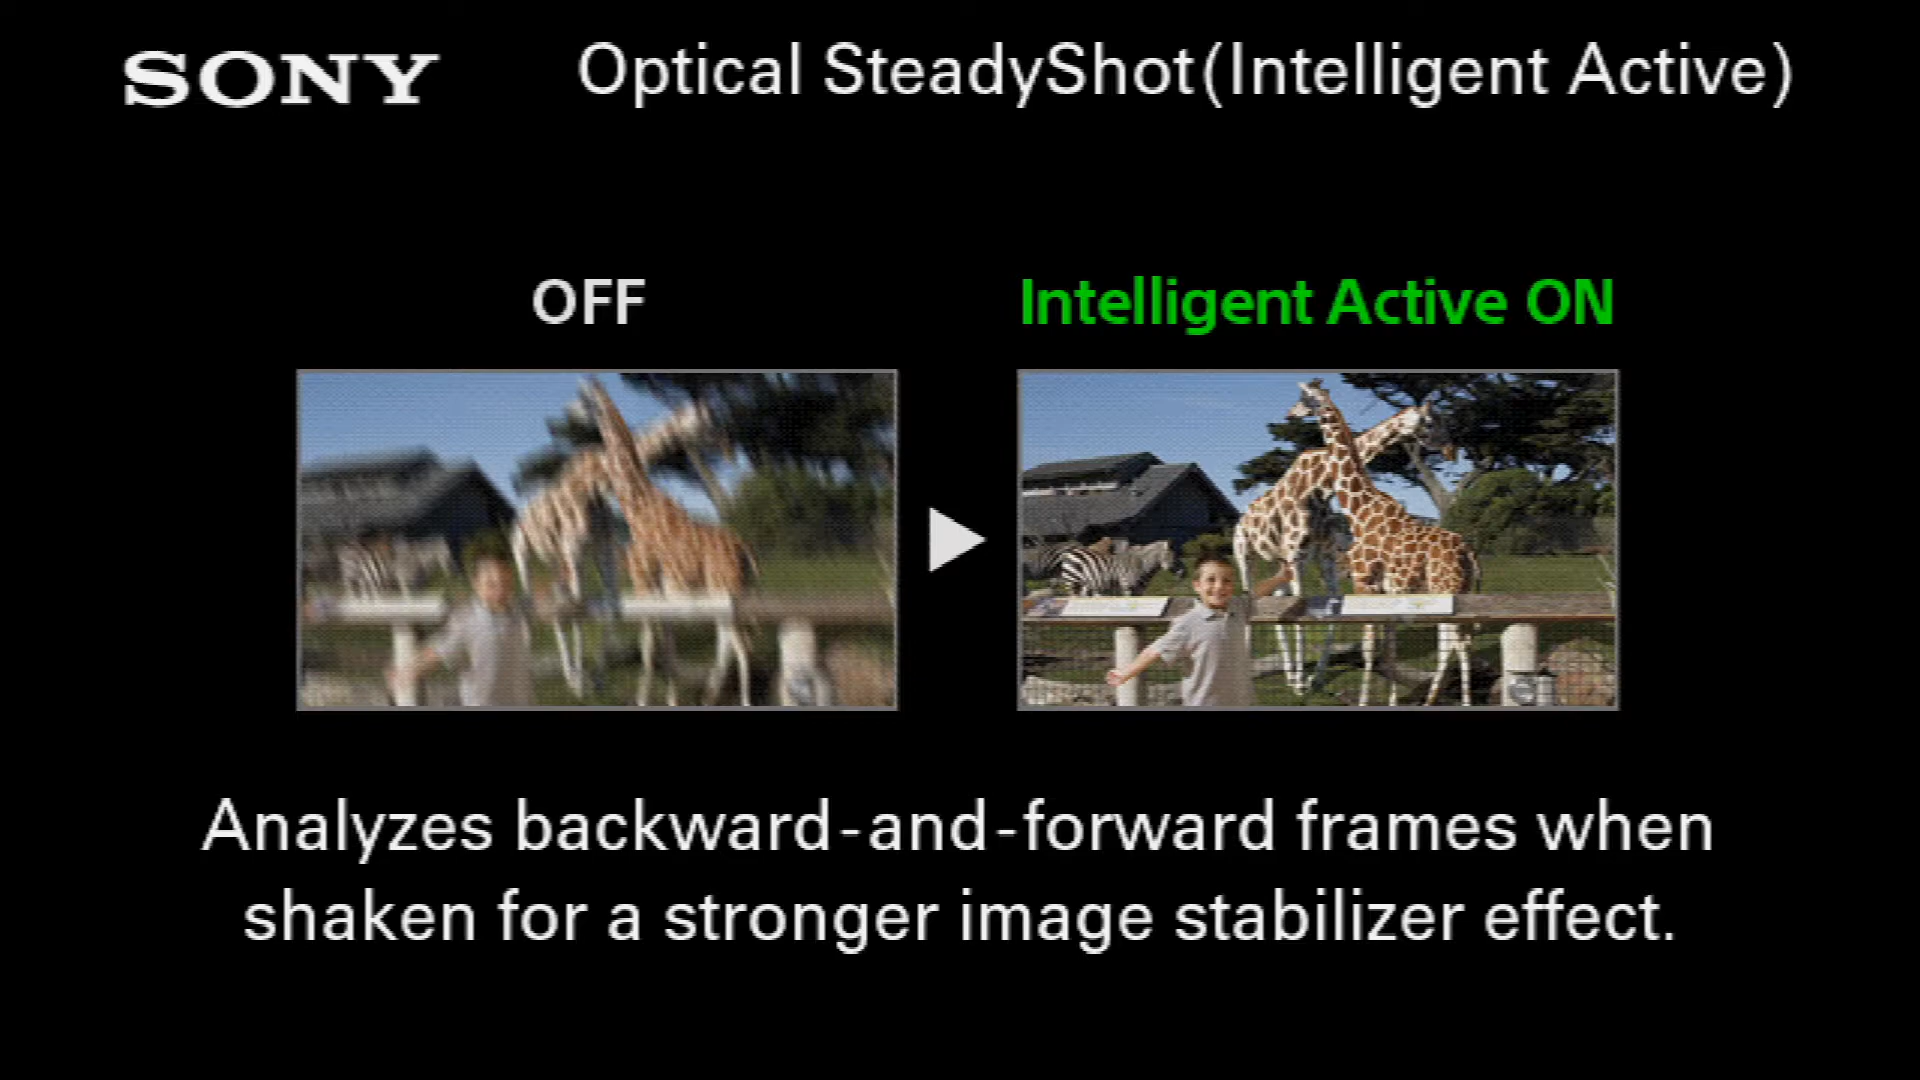 SONY
Optical SteadyShot(Intelligent Active)
OFF
Intelligent Active ON
Analyzes backward-and-forward frames when
shaken for a stronger image stabilizer effect.